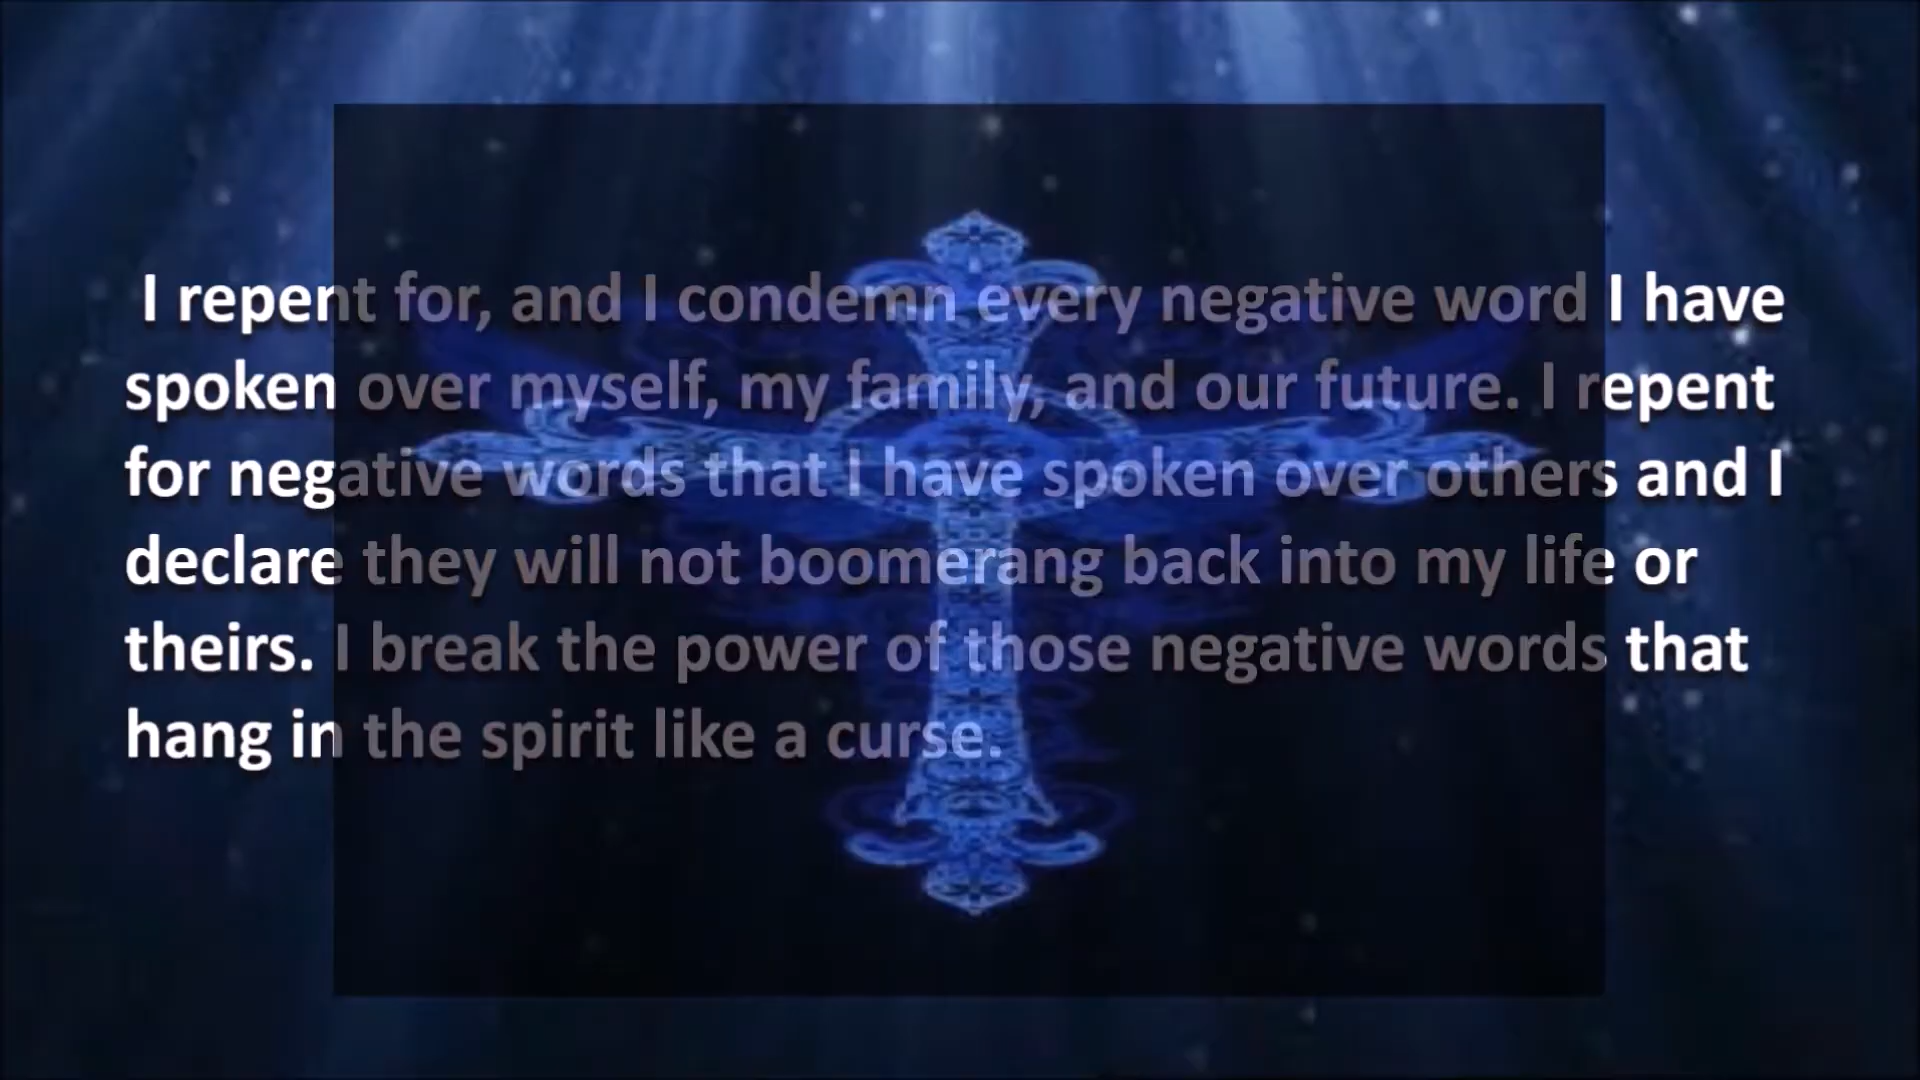 I repent for, and I condemn every negative word I have
spoken over myself, my family, and our future. I repent
for negative words that I have spoken over others and I
declare they will not boomerang back into my life or
theirs. I break the power of those negative words that
hang in the spirit like a curse.